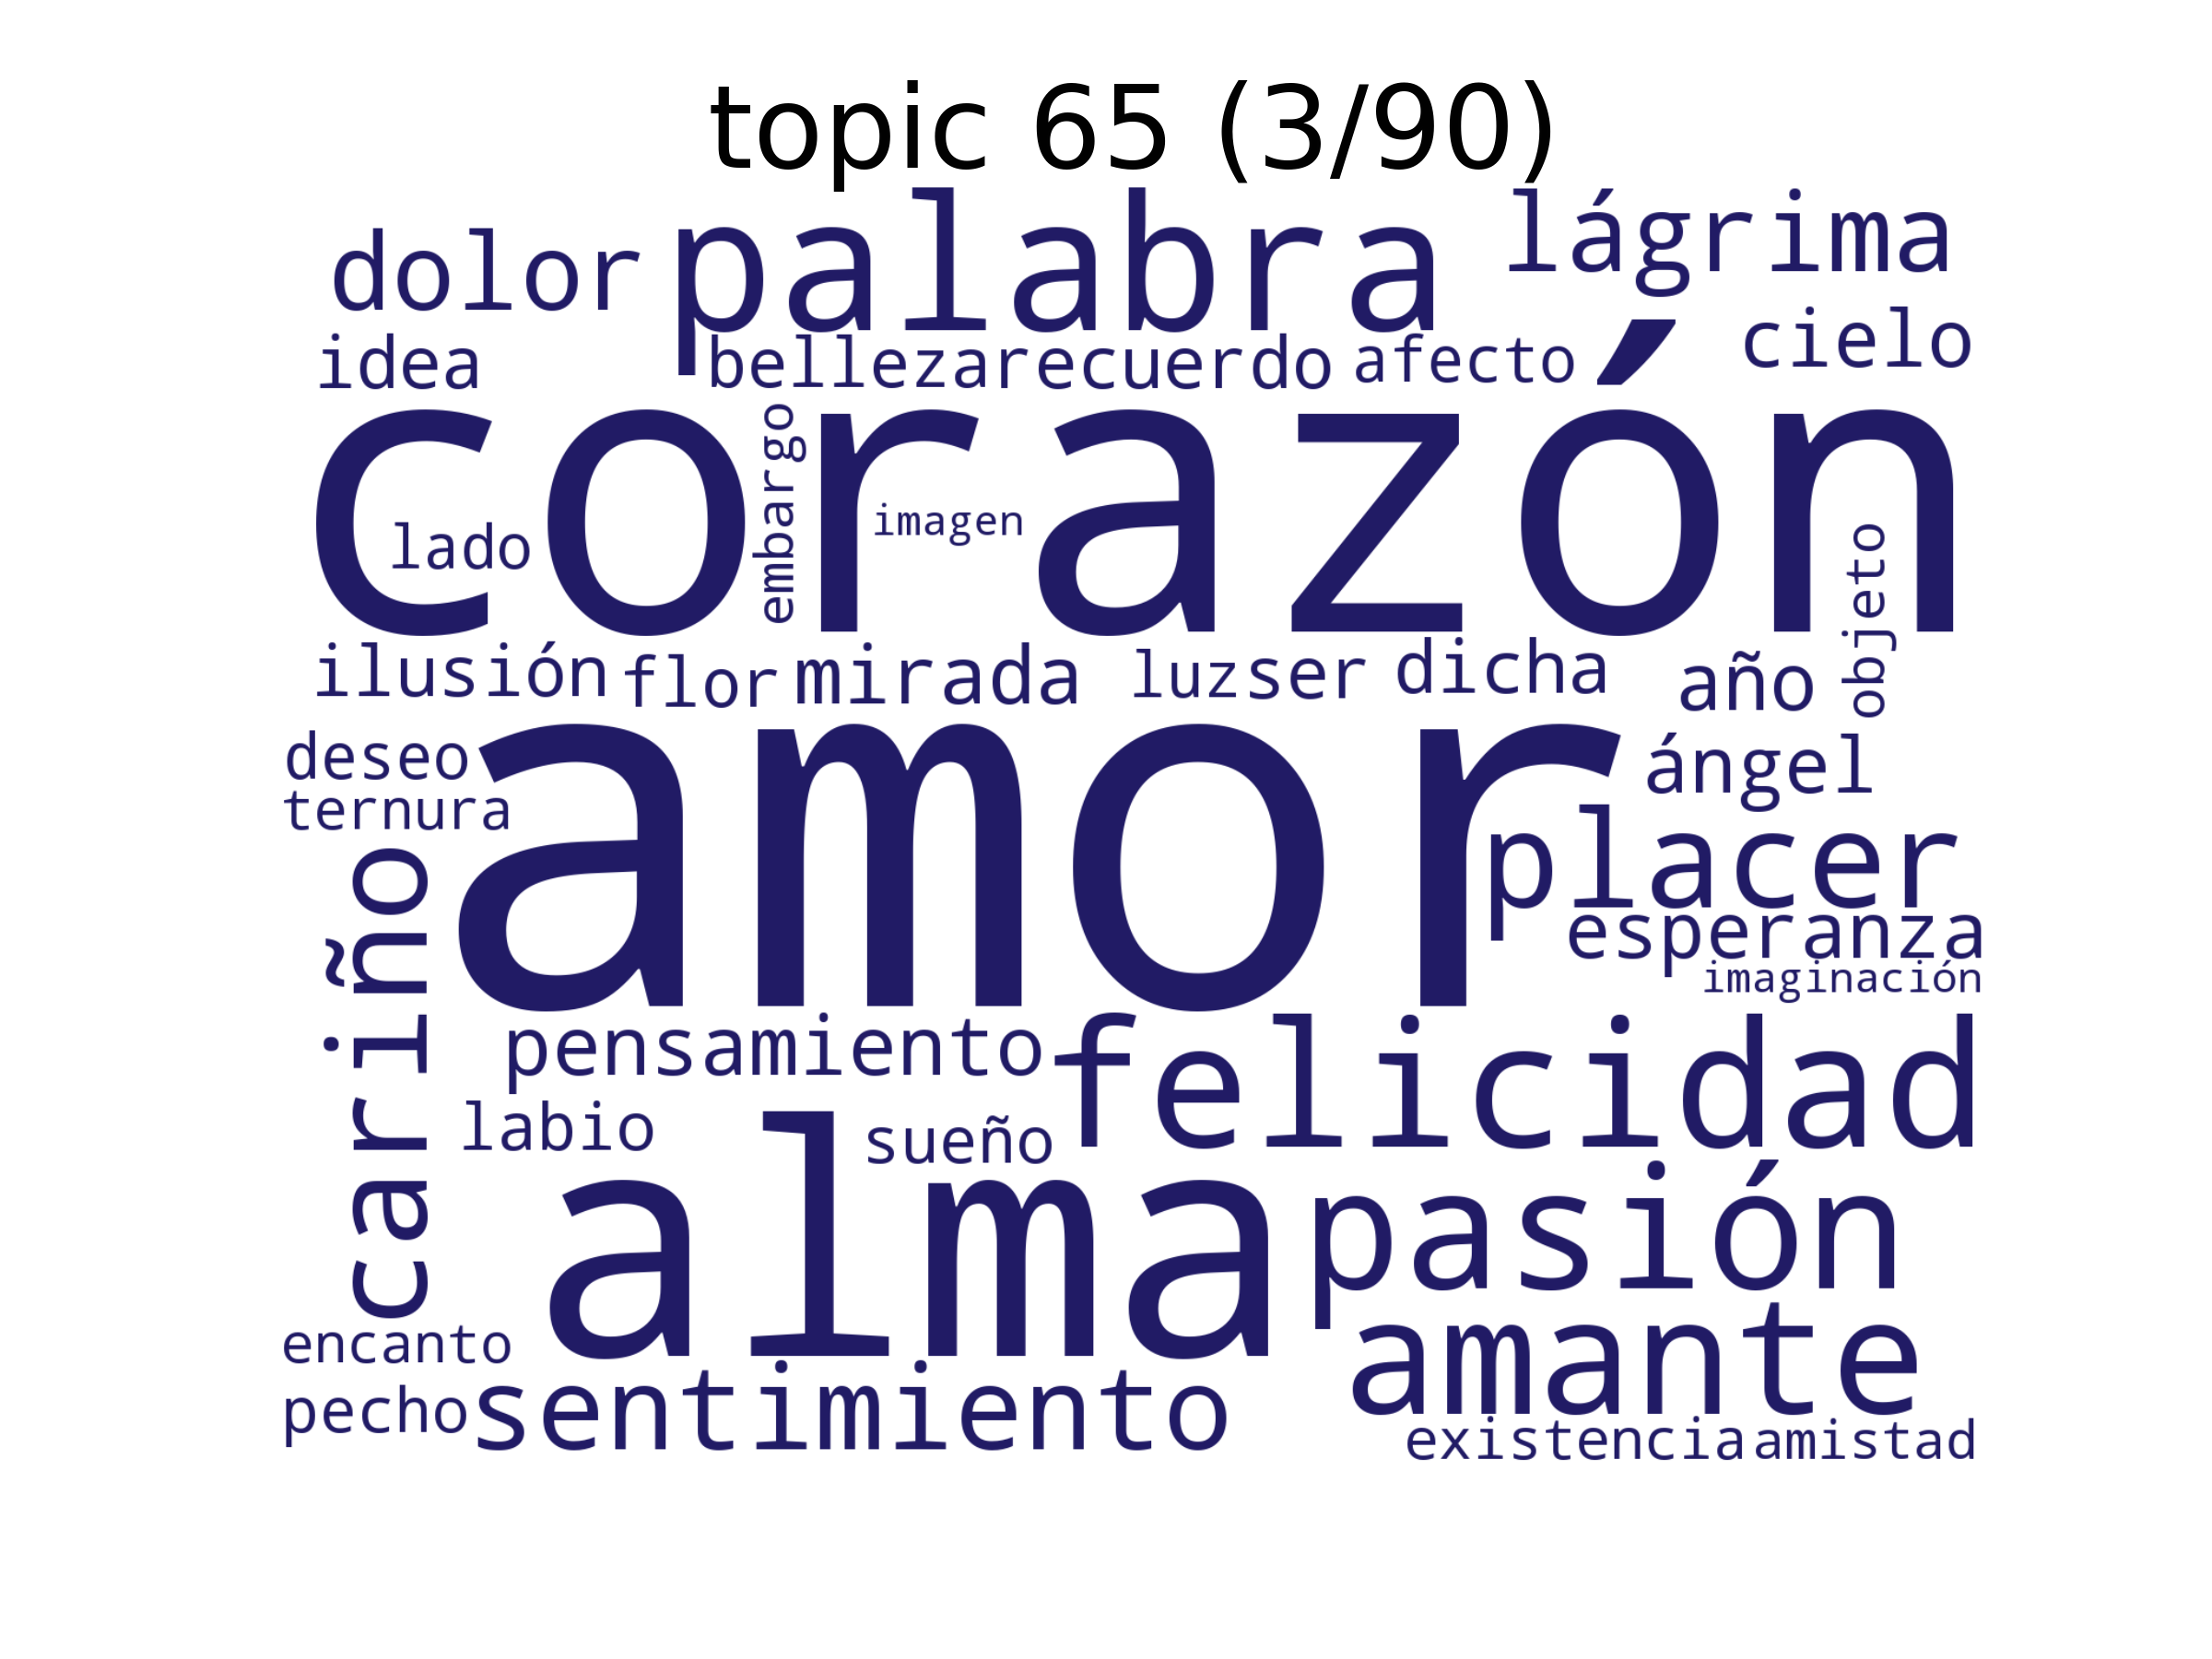 topic 65 (3/90)
dolor palabra lágrima
idea belleza recuerdo afecto cielo
corazón
lado embargo imagen objeto
ilusión flor mirada luz ser dicha año
deseo ángel
ternura amor placer
cariño esperanza
imaginación
pensamiento felicidad
labio sueño
alma pasión
encanto amante
pecho sentimiento existencia amistad